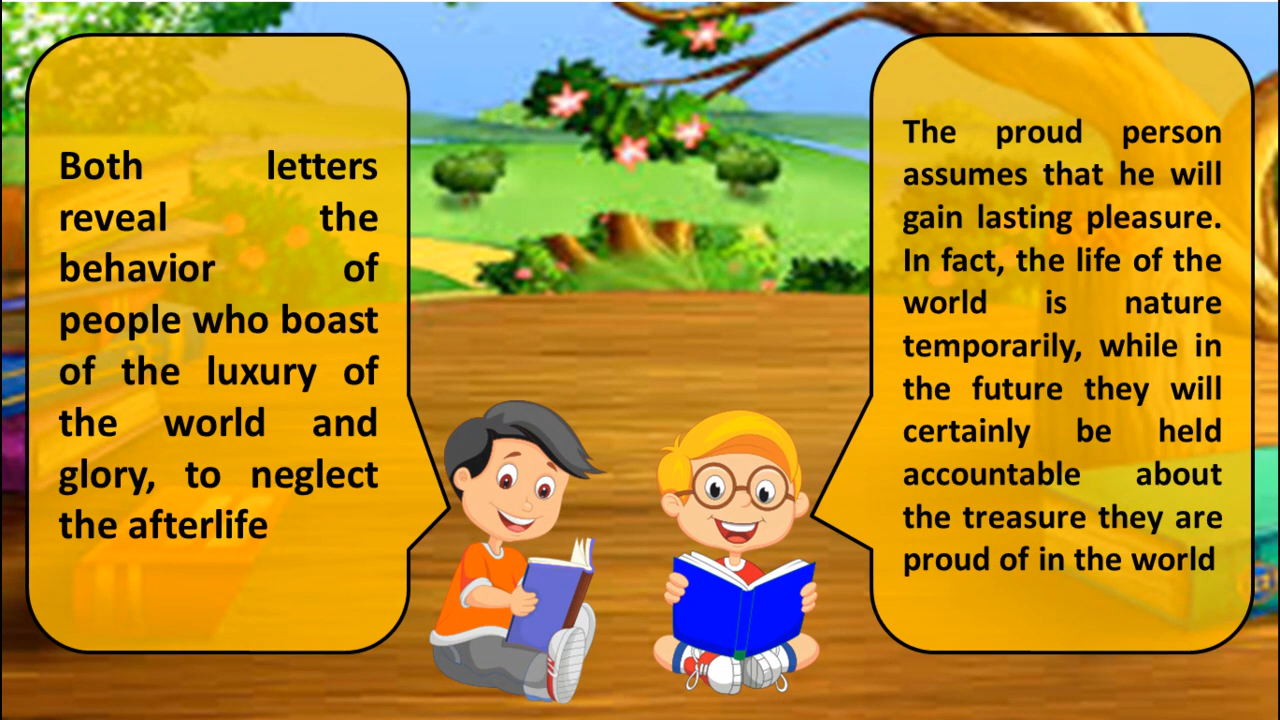 Both letters
reveal the
behavior of
people who boast
of the luxury of
the world and
glory, to neglect
the afterlife
The proud person
assumes that he will
gain lasting pleasure.
In fact, the life of the
world is nature
temporarily, while in
the future they will
certainly be held
accountable about
the treasure they are
proud of in the world